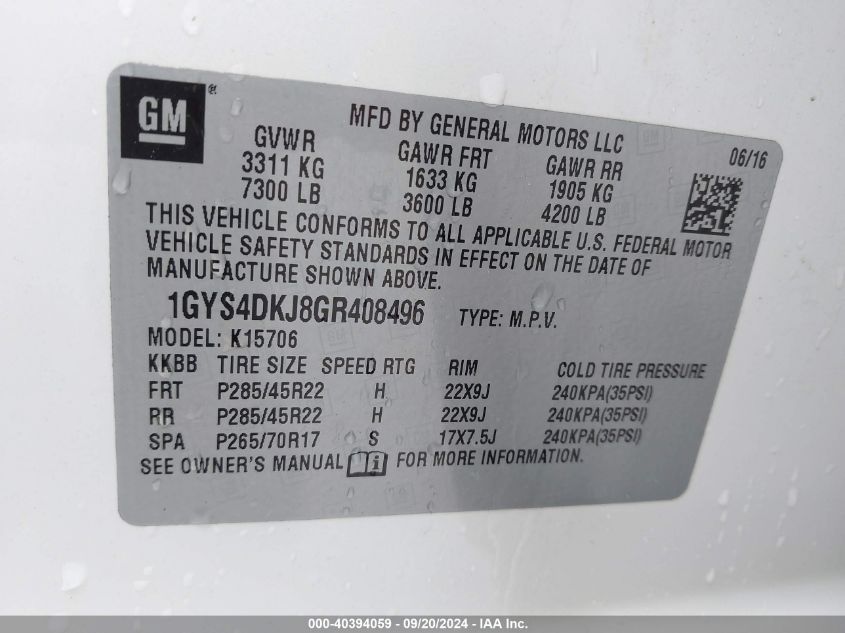 GM®
MFD BY GENERAL MOTORS LLC
06/16
GVWR GAWR FRT GAWR RR
3311 KG 1633 KG 1905 KG
7300 LB 3600 LB 4200 LB
THIS VEHICLE CONFORMS TO ALL APPLICABLE U.S. FEDERAL MOTOR
VEHICLE SAFETY STANDARDS IN EFFECT ON THE DATE OF
MANUFACTURE SHOWN ABOVE.
1GYS4DKJ8GR408496 TYPE: M.P.V.
MODEL: K15706
KKBB TIRE SIZE SPEED RTG RIM COLD TIRE PRESSURE
FRT P285/45R22 H 22X9J 240KPA(35PSI)
RR P285/45R22 H 22X9J 240KPA(35PSI)
SPA P265/70R17 S 17X7.5J 240KPA(35PSI)
SEE OWNER'S MANUAL FOR MORE INFORMATION.
000-40394059 - 09/20/2024 - IAA Inc.